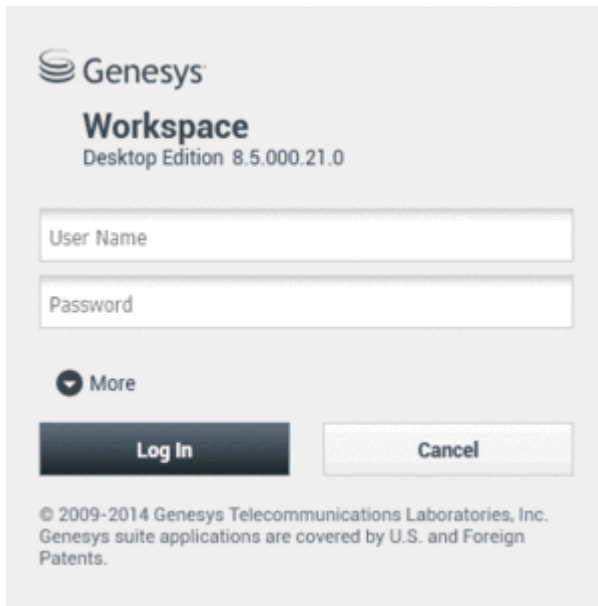 Genesys
Workspace
Desktop Edition 8.5.000.21.0
User Name
Password
More
Log In
Cancel
© 2009-2014 Genesys Telecommunications Laboratories, Inc.
Genesys suite applications are covered by U.S. and Foreign
Patents.